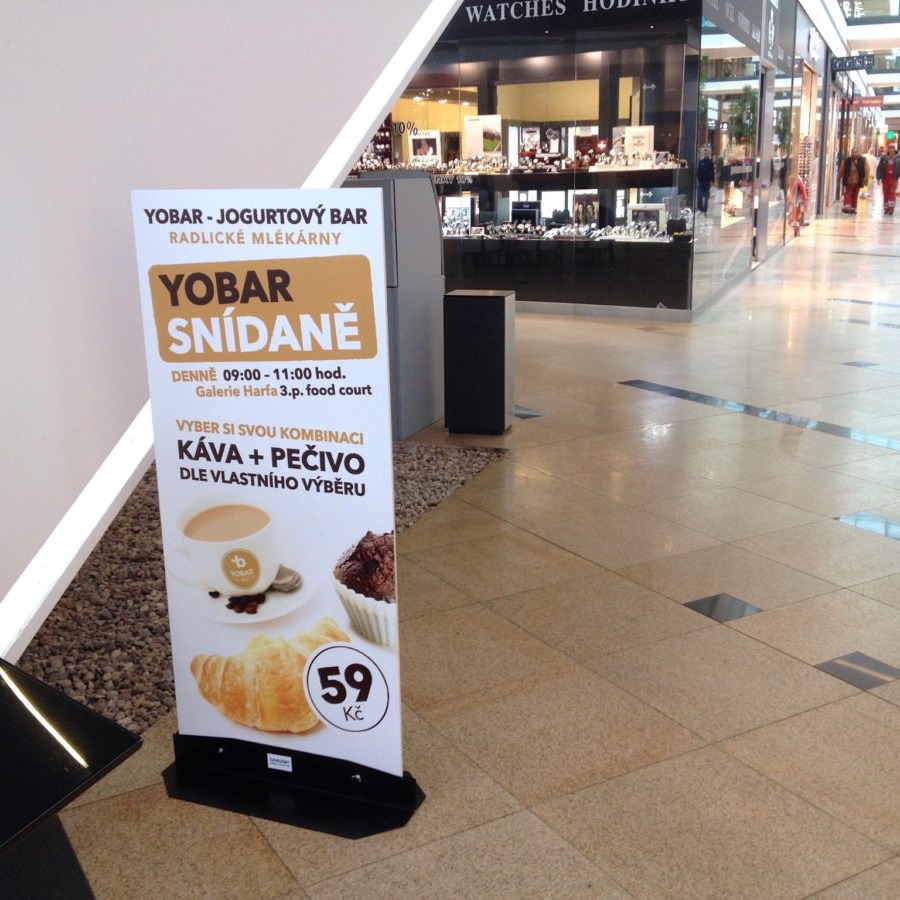 WATCHES HODINK
10%
YOBAR - JOGURTOVÝ BAR
RADLICKÉ MLÉKÁRNY
YOBAR
SNÍDANĚ
DENNĚ 09:00 - 11:00 hod.
Galerie Harfa 3.p. food court
VYBER SI SVOU KOMBINACI
KÁVA + PEČIVO
DLE VLASTNÍHO VÝBĚRU
YOBAR
59
Kč